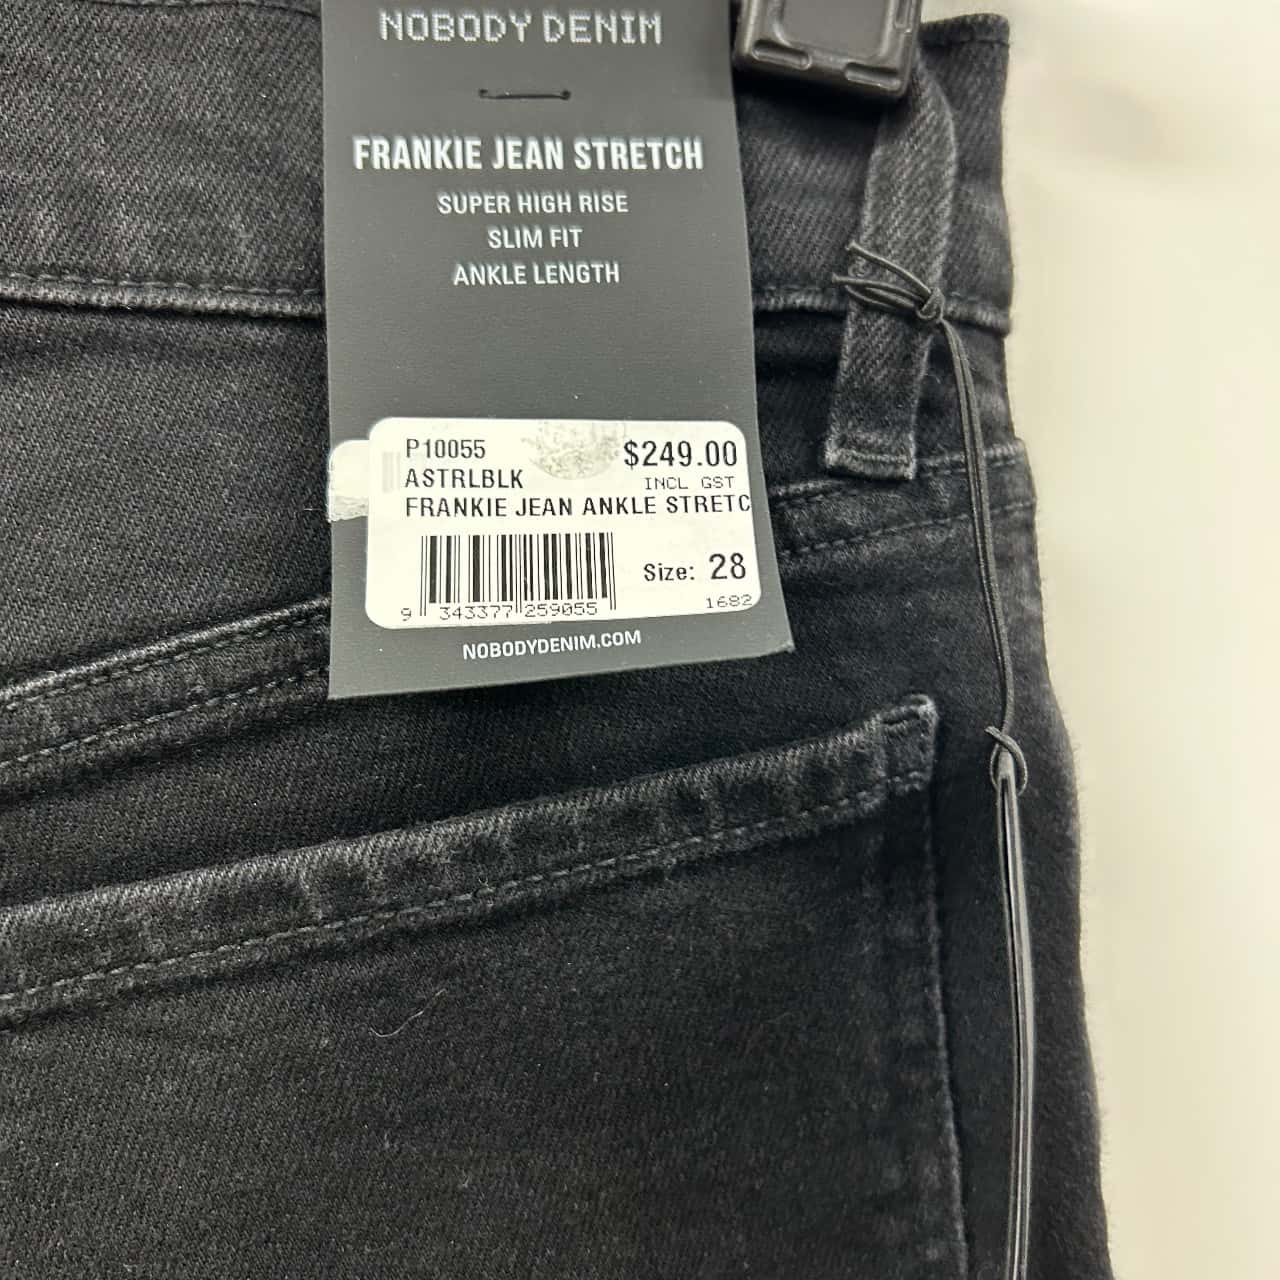 NOBODY DENIM
FRANKIE JEAN STRETCH
SUPER HIGH RISE
SLIM FIT
ANKLE LENGTH
P10055 $249.00
ASTRLBLK INCL GST
FRANKIE JEAN ANKLE STRETC
Size: 28
9 343377 259055 1682
NOBODYDENIM.COM